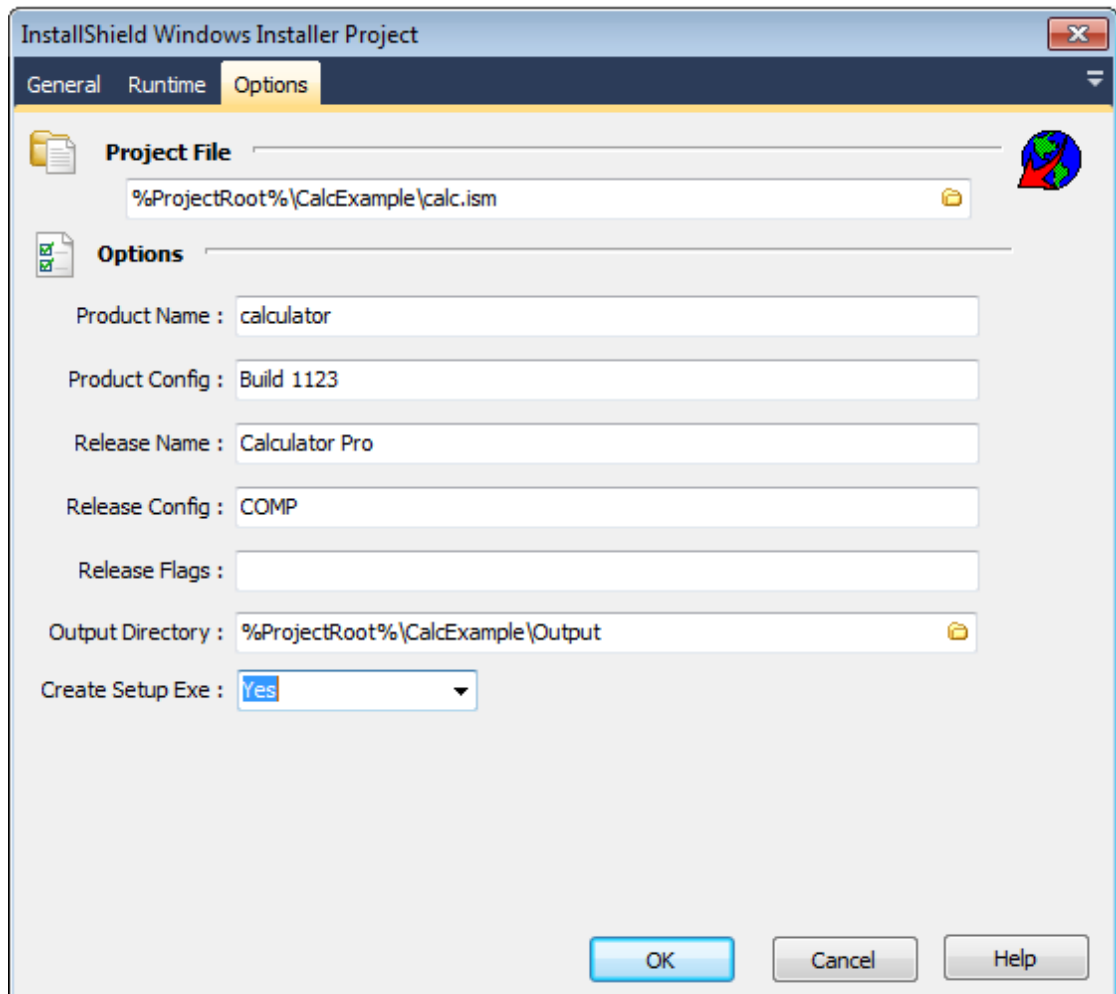 InstallShield Windows Installer Project
General Runtime Options
Project File
%ProjectRoot%\CalcExample\calc.ism
Options
Product Name : calculator
Product Config : Build 1123
Release Name : Calculator Pro
Release Config : COMP
Release Flags :
Output Directory : %ProjectRoot%\CalcExample\Output
Create Setup Exe : Yes
OK Cancel Help